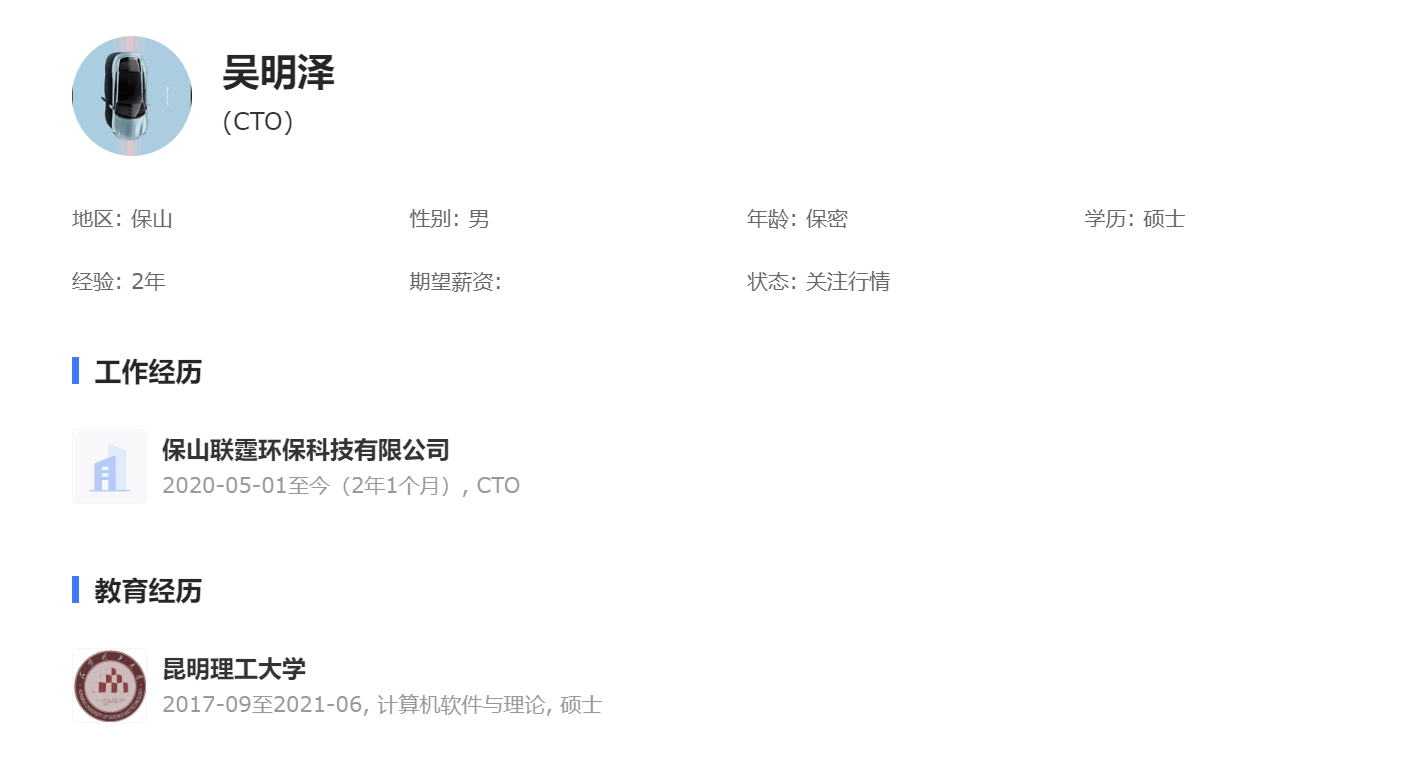 吴明泽
(CTO)
地区: 保山
性别: 男
年龄: 保密
学历: 硕士
经验: 2年
期望薪资:
状态: 关注行情
工作经历
保山联霆环保科技有限公司
2020-05-01至今（2年1个月）, CTO
教育经历
昆明理工大学
2017-09至2021-06, 计算机软件与理论, 硕士